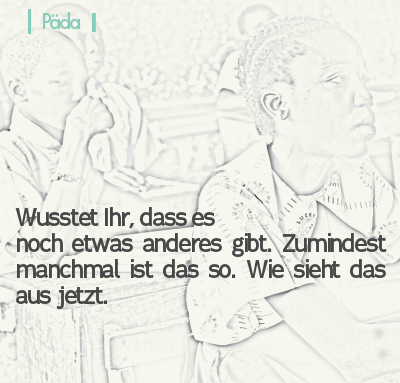 Päda
Wusstet Ihr, dass es
noch etwas anderes gibt. Zumindest
manchmal ist das so. Wie sieht das
aus jetzt.